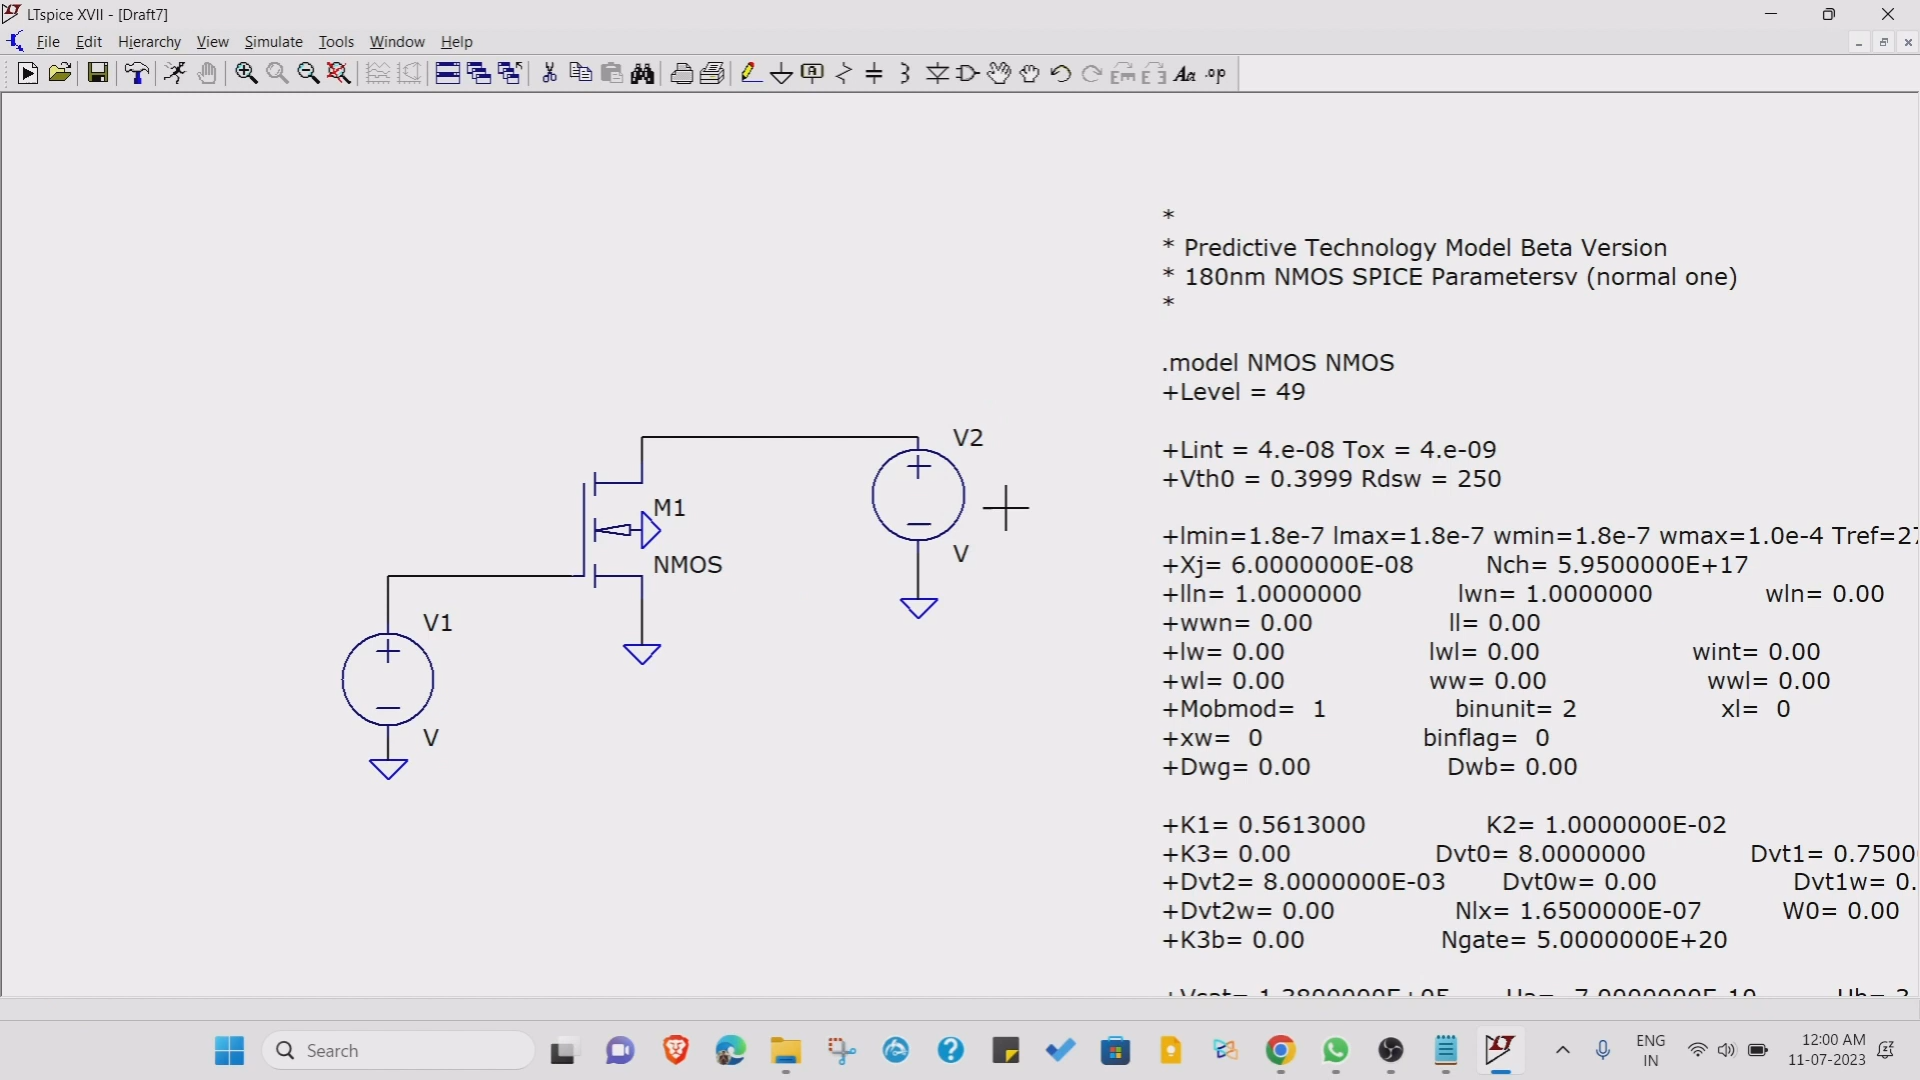 LTspice XVII - [Draft7]
File Edit Hierarchy View Simulate Tools Window Help
Aa .op
*
* Predictive Technology Model Beta Version
* 180nm NMOS SPICE Parametersv (normal one)
*
.model NMOS NMOS
+Level = 49
+Lint = 4.e-08 Tox = 4.e-09
+Vth0 = 0.3999 Rdsw = 250
+lmin=1.8e-7 lmax=1.8e-7 wmin=1.8e-7 wmax=1.0e-4 Tref=27
+Xj= 6.0000000E-08 Nch= 5.9500000E+17
+lln= 1.0000000 lwn= 1.0000000 wln= 0.00
+wwn= 0.00 ll= 0.00
+lw= 0.00 lwl= 0.00 wint= 0.00
+wl= 0.00 ww= 0.00 wwl= 0.00
+Mobmod= 1 binunit= 2 xl= 0
+xw= 0 binflag= 0
+Dwg= 0.00 Dwb= 0.00
+K1= 0.5613000 K2= 1.0000000E-02
+K3= 0.00 Dvt0= 8.0000000 Dvt1= 0.7500
+Dvt2= 8.0000000E-03 Dvt0w= 0.00 Dvt1w= 0.
+Dvt2w= 0.00 Nlx= 1.6500000E-07 W0= 0.00
+K3b= 0.00 Ngate= 5.0000000E+20
V2
V
M1
NMOS
V1
V
Search
ENG
IN
12:00 AM
11-07-2023